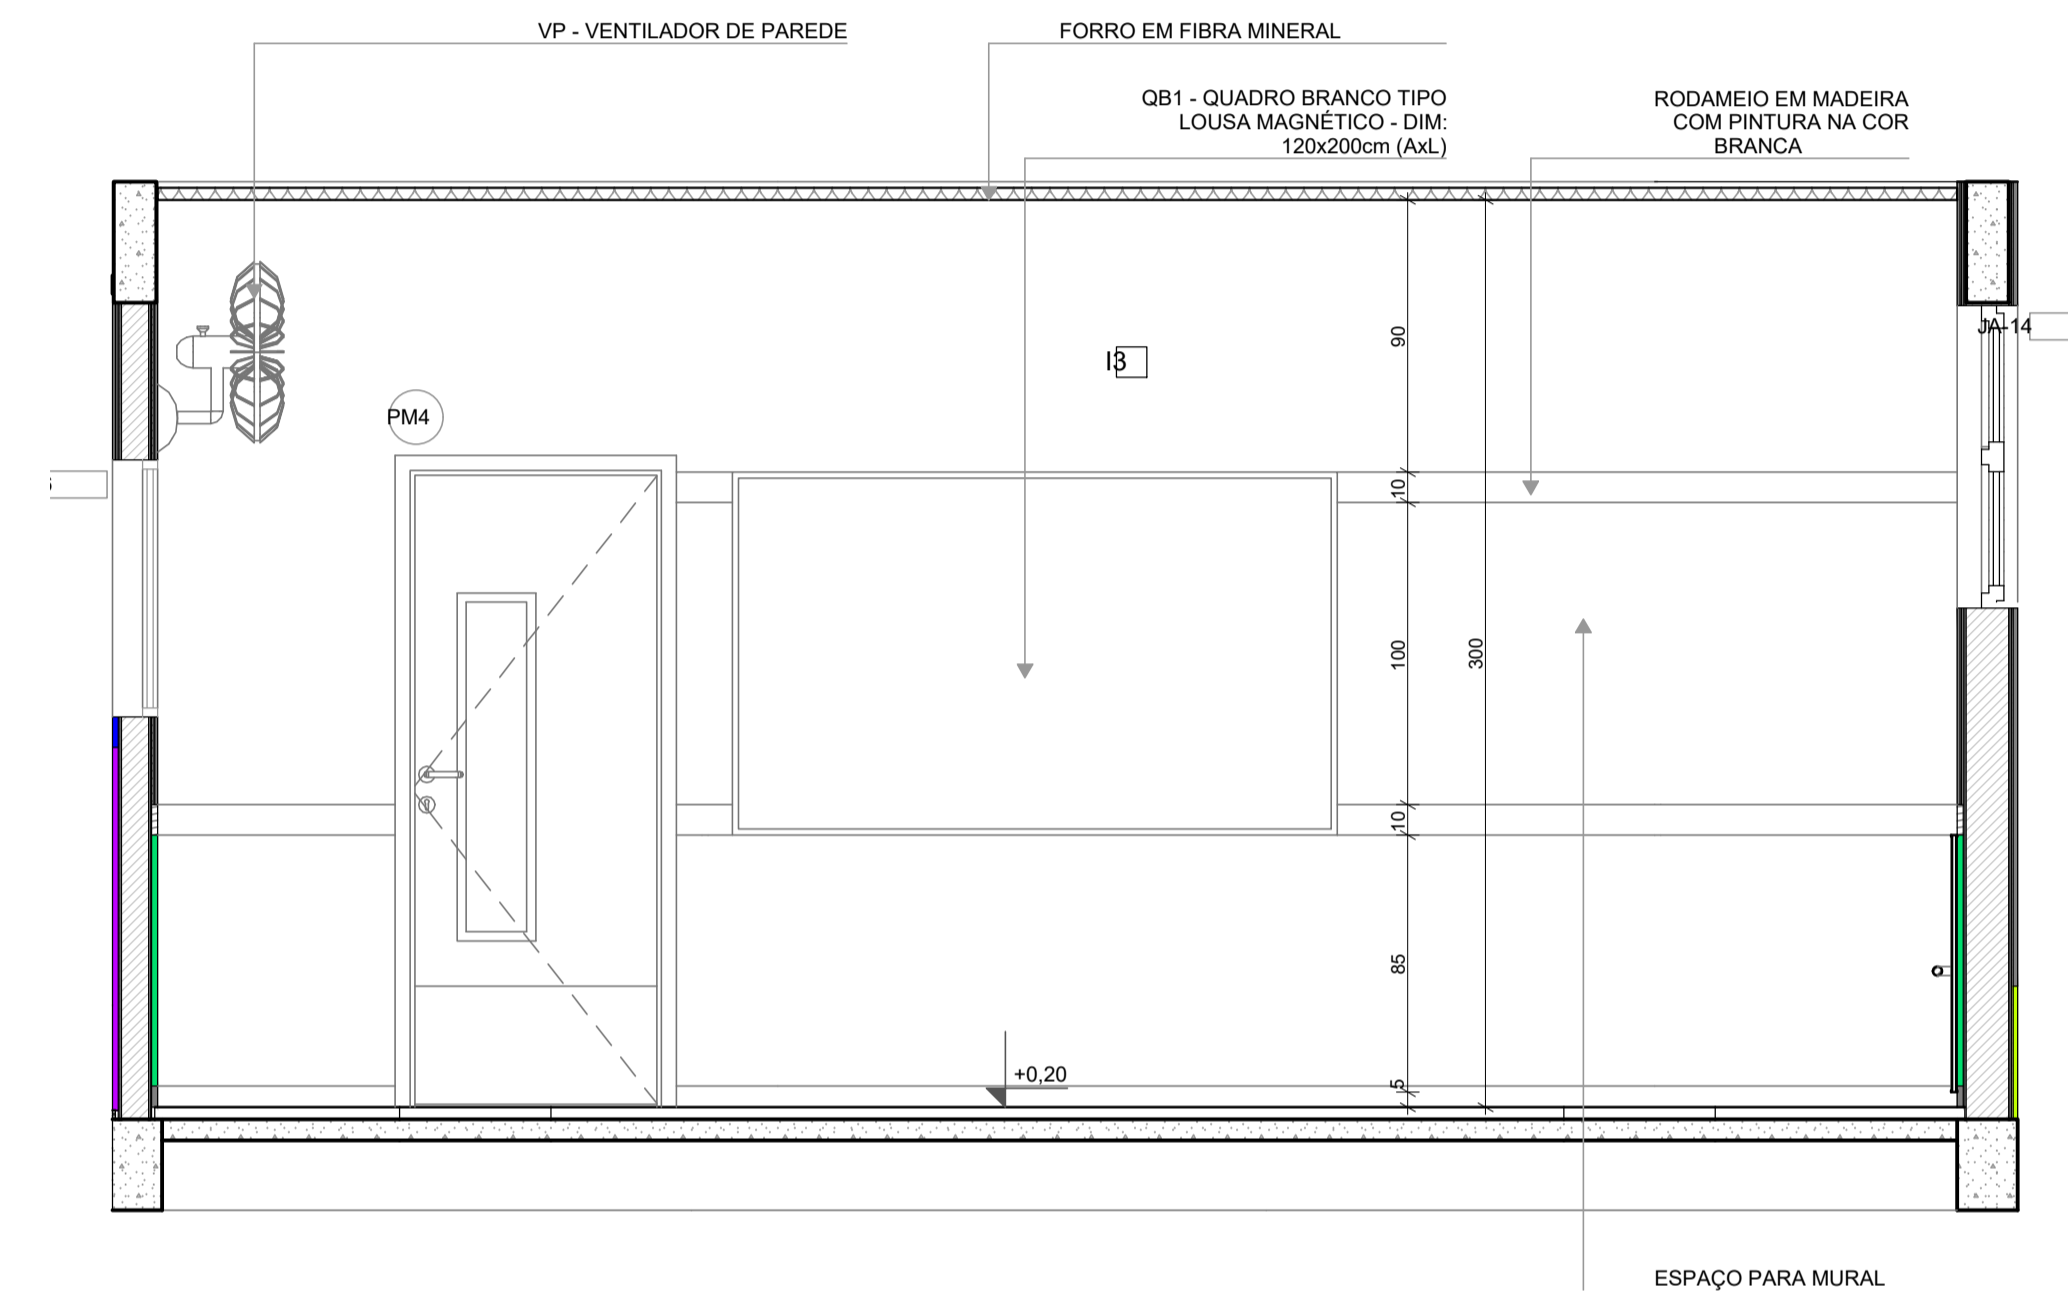 VP - VENTILADOR DE PAREDE
FORRO EM FIBRA MINERAL
QB1 - QUADRO BRANCO TIPO
LOUSA MAGNÉTICO - DIM:
120x200cm (AxL)
RODAMEIO EM MADEIRA
COM PINTURA NA COR
BRANCA
JA-14
90
I3
PM4
10
100
300
10
85
5
+0,20
ESPAÇO PARA MURAL